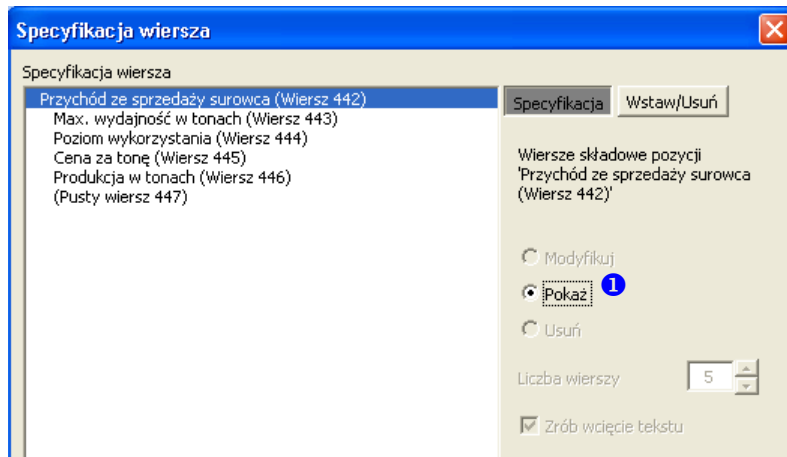 Specyfikacja wiersza
Specyfikacja wiersza
Przychód ze sprzedaży surowca (Wiersz 442)
Max. wydajność w tonach (Wiersz 443)
Poziom wykorzystania (Wiersz 444)
Cena za tonę (Wiersz 445)
Produkcja w tonach (Wiersz 446)
(Pusty wiersz 447)
Specyfikacja Wstaw/Usuń
Wiersze składowe pozycji
'Przychód ze sprzedaży surowca
(Wiersz 442)'
Modyfikuj
Pokaż 1
Usuń
Liczba wierszy 5
Zrób wcięcie tekstu